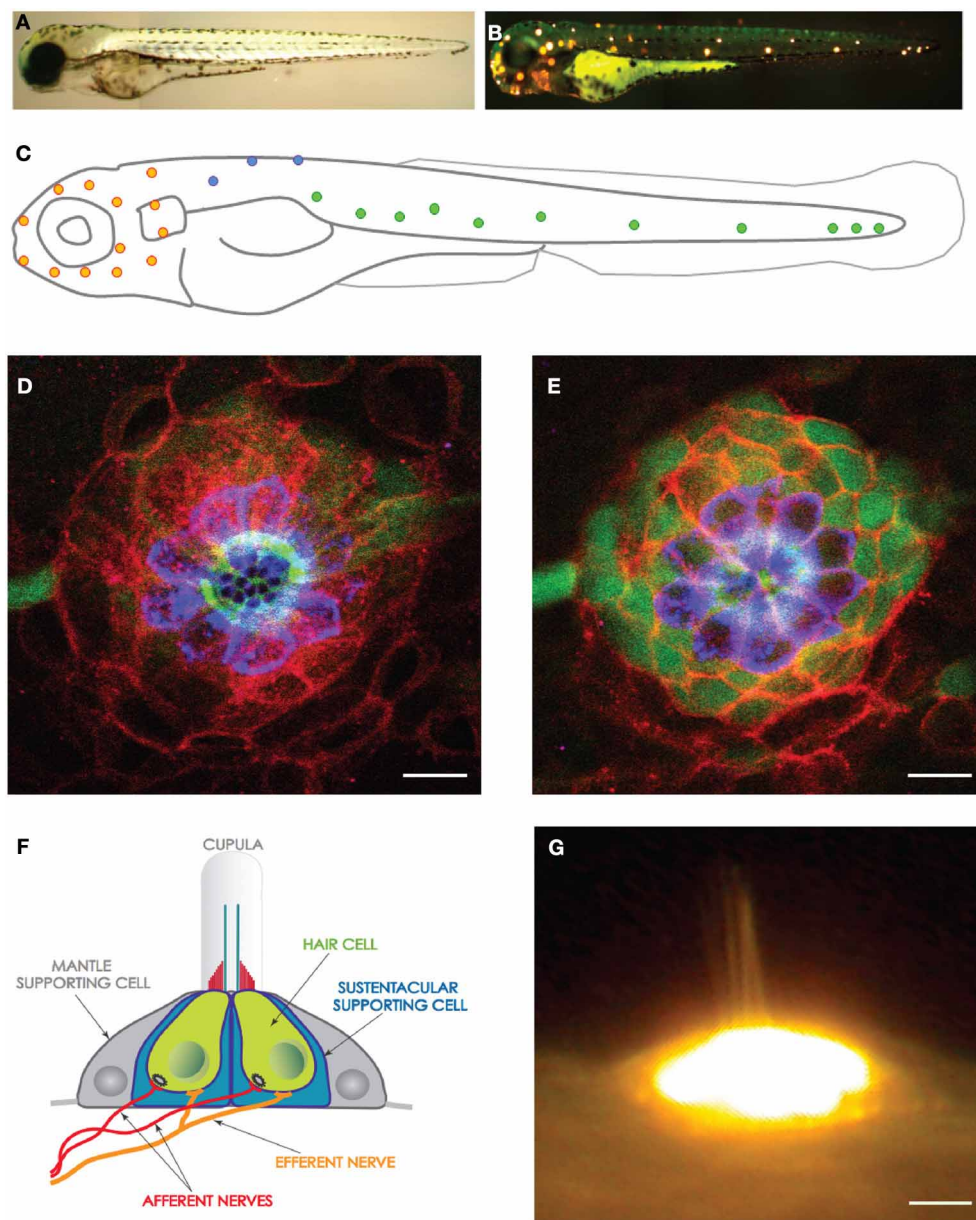 A
B
C
D
E
F
CUPULA
HAIR CELL
MANTLE
SUPPORTING CELL
SUSTENTACULAR
SUPPORTING CELL
EFFERENT NERVE
AFFERENT NERVES
G